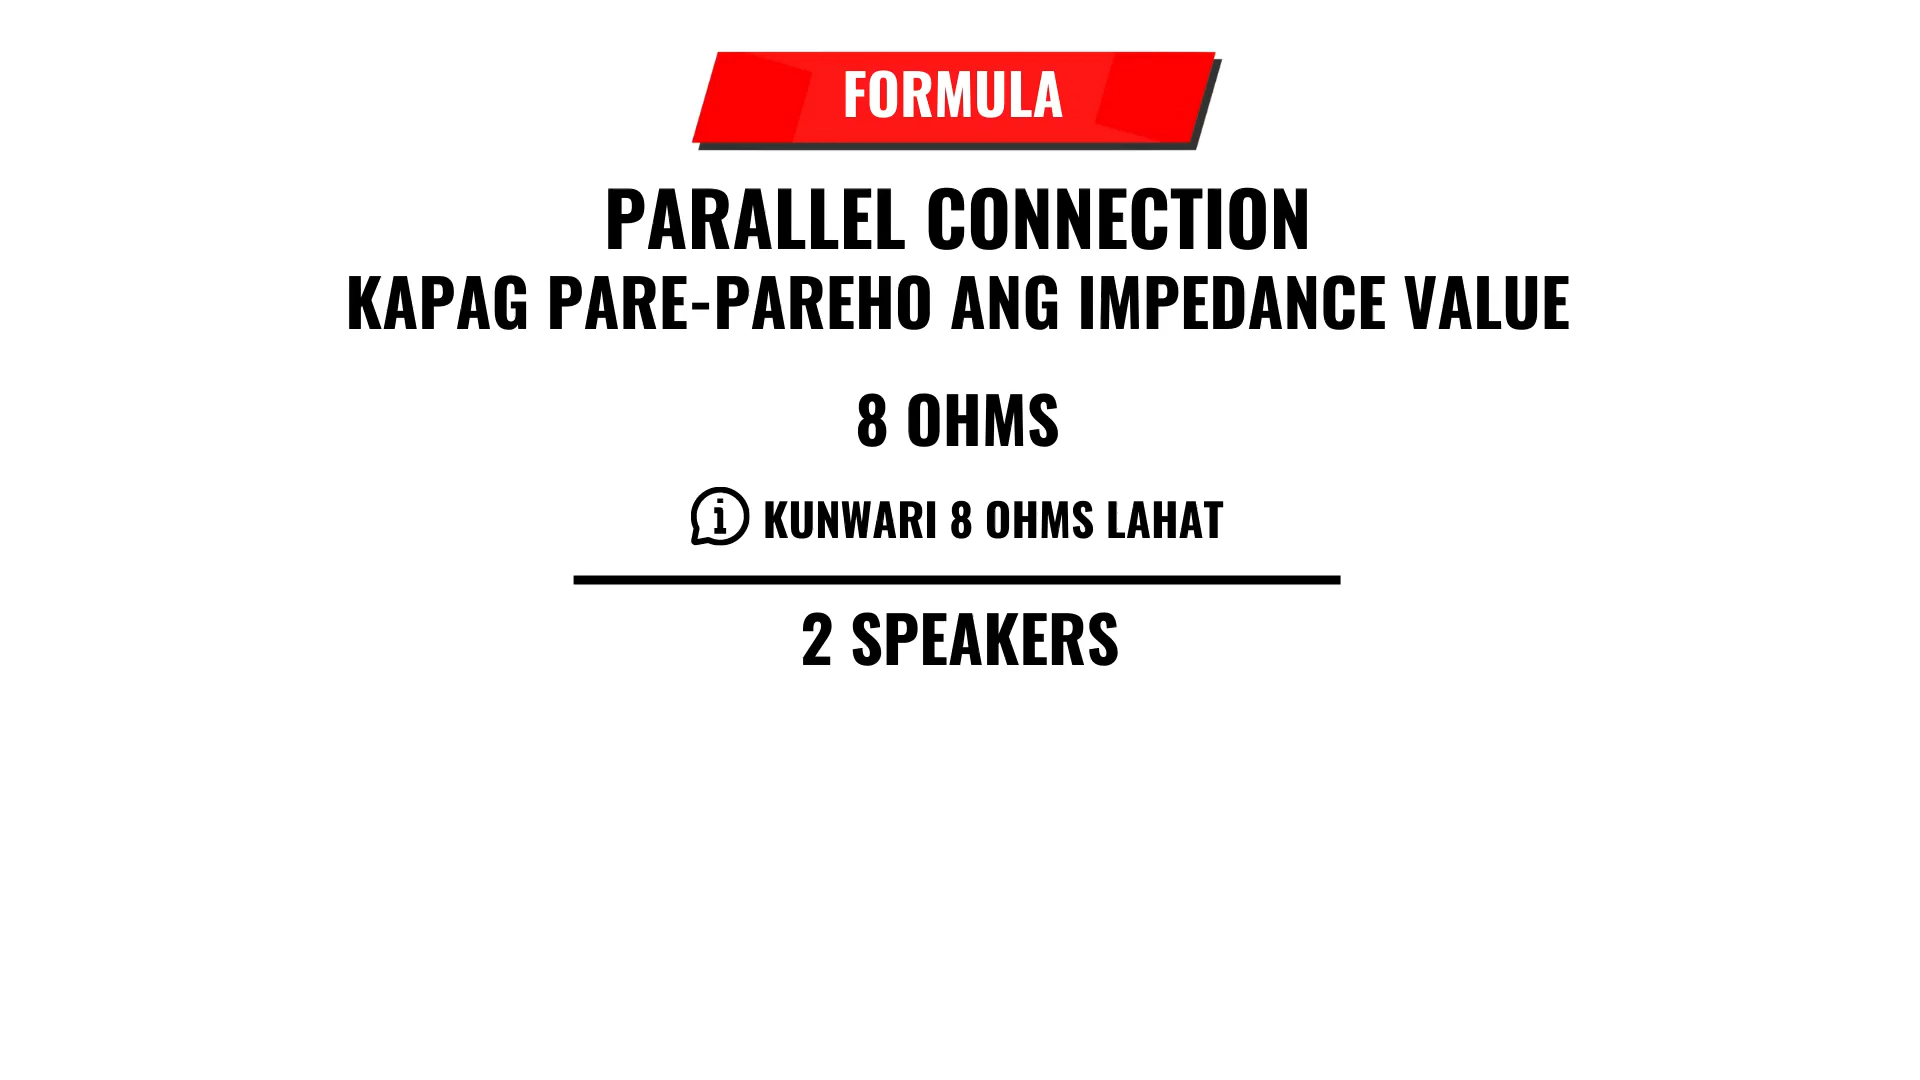 FORMULA
PARALLEL CONNECTION
KAPAG PARE-PAREHO ANG IMPEDANCE VALUE
8 OHMS
KUNWARI 8 OHMS LAHAT
2 SPEAKERS